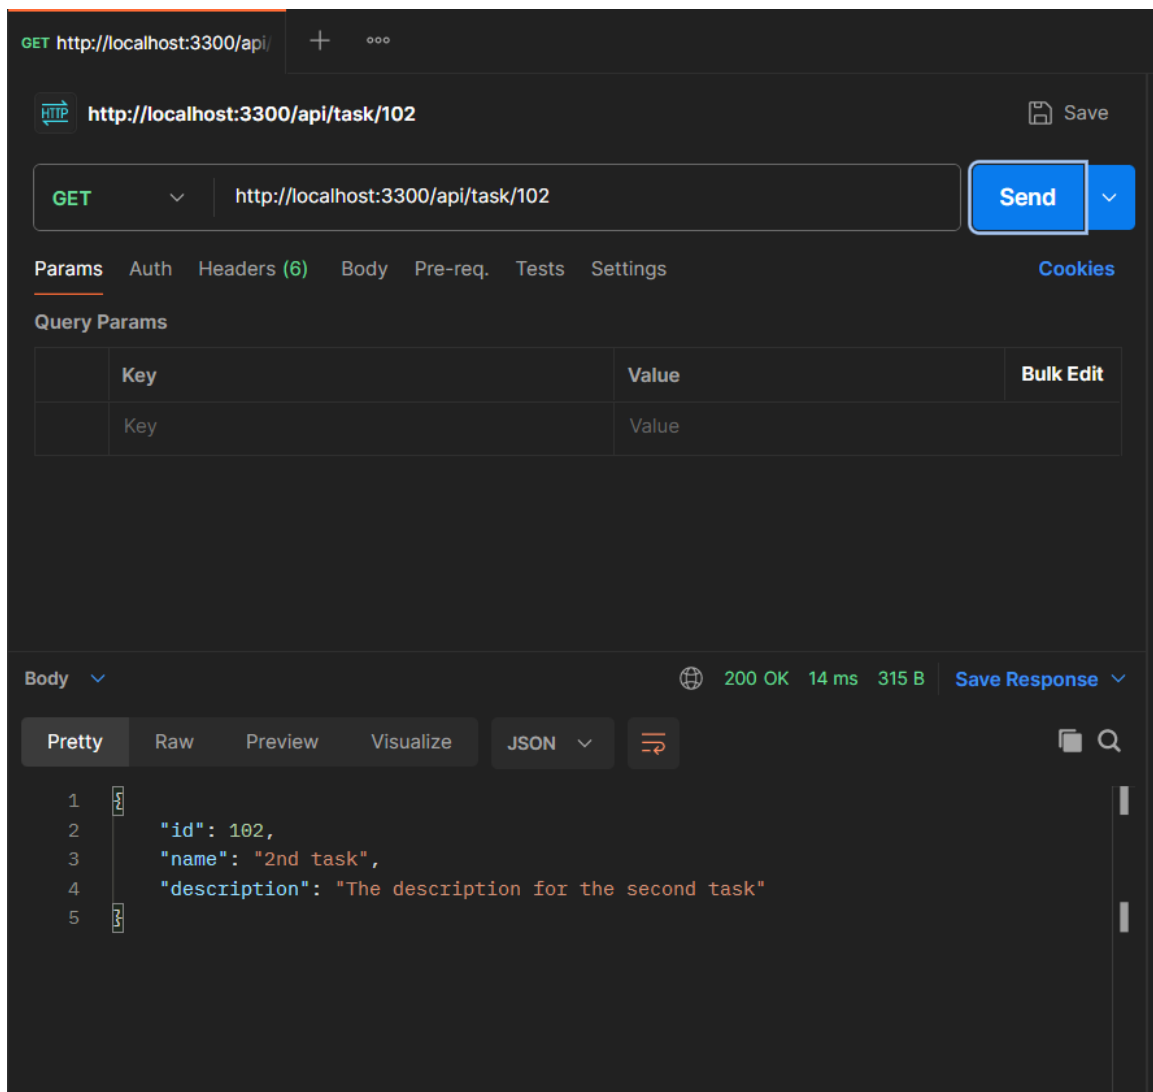 GET http://localhost:3300/api/
HTTP http://localhost:3300/api/task/102 Save
GET http://localhost:3300/api/task/102 Send
Params Auth Headers (6) Body Pre-req. Tests Settings Cookies
Query Params
Key Value Bulk Edit
Key Value
Body 200 OK 14 ms 315 B Save Response
Pretty Raw Preview Visualize JSON
1 {
2 "id": 102,
3 "name": "2nd task",
4 "description": "The description for the second task"
5 }